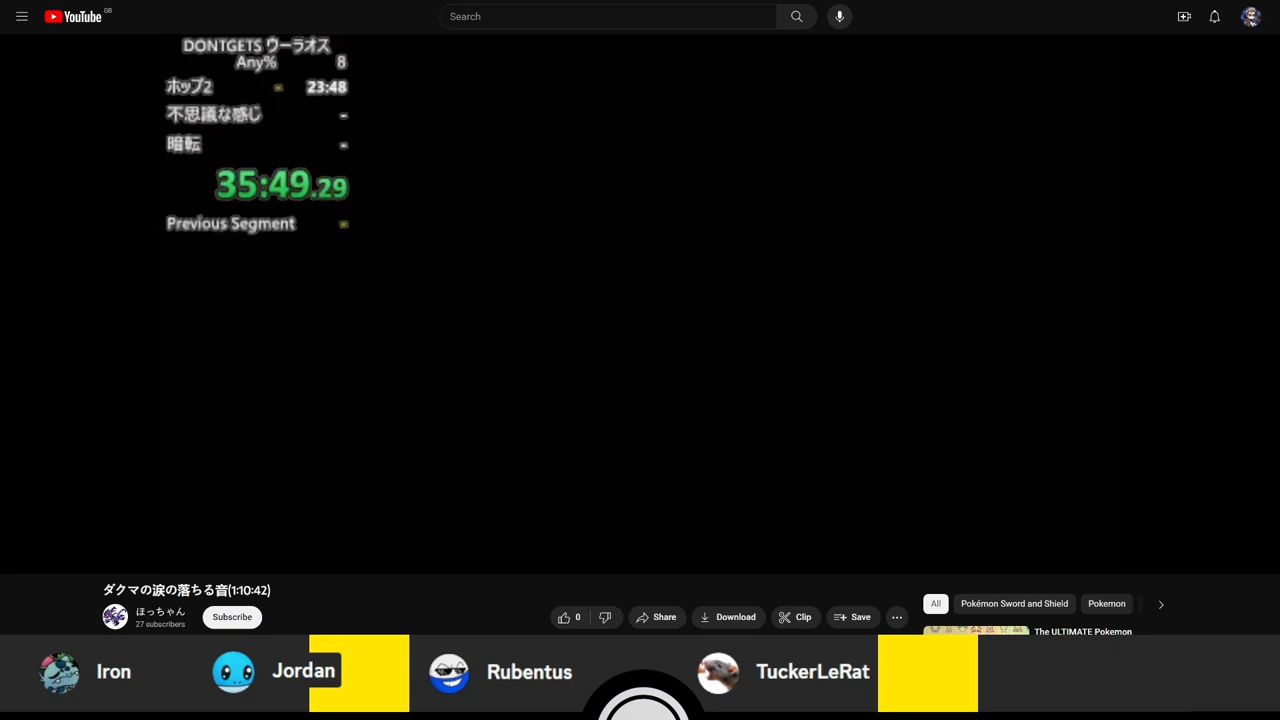 YouTube GB
Search
DONTGETS ウーラオス
Any% 8
ホップ2 23:48
不思議な感じ -
暗転 -
35:49.29
Previous Segment
ダクマの涙の落ちる音(1:10:42)
ほっちゃん
27 subscribers
Subscribe
0
Share
Download
Clip
Save
All
Pokémon Sword and Shield
Pokemon
The ULTIMATE Pokemon
Iron
Jordan
Rubentus
TuckerLeRat